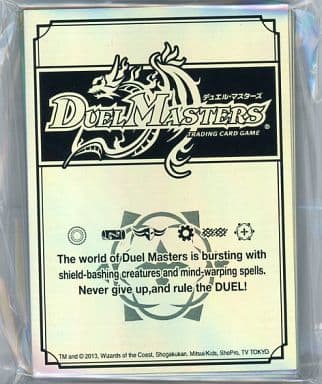 デュエル・マスターズ
DUEL MASTERS®
TRADING CARD GAME
The world of Duel Masters is bursting with
shield-bashing creatures and mind-warping spells.
Never give up,and rule the DUEL!
TM and © 2013, Wizards of the Coast, Shogakukan, Mitsui/Kids, ShoPro, TV TOKYO